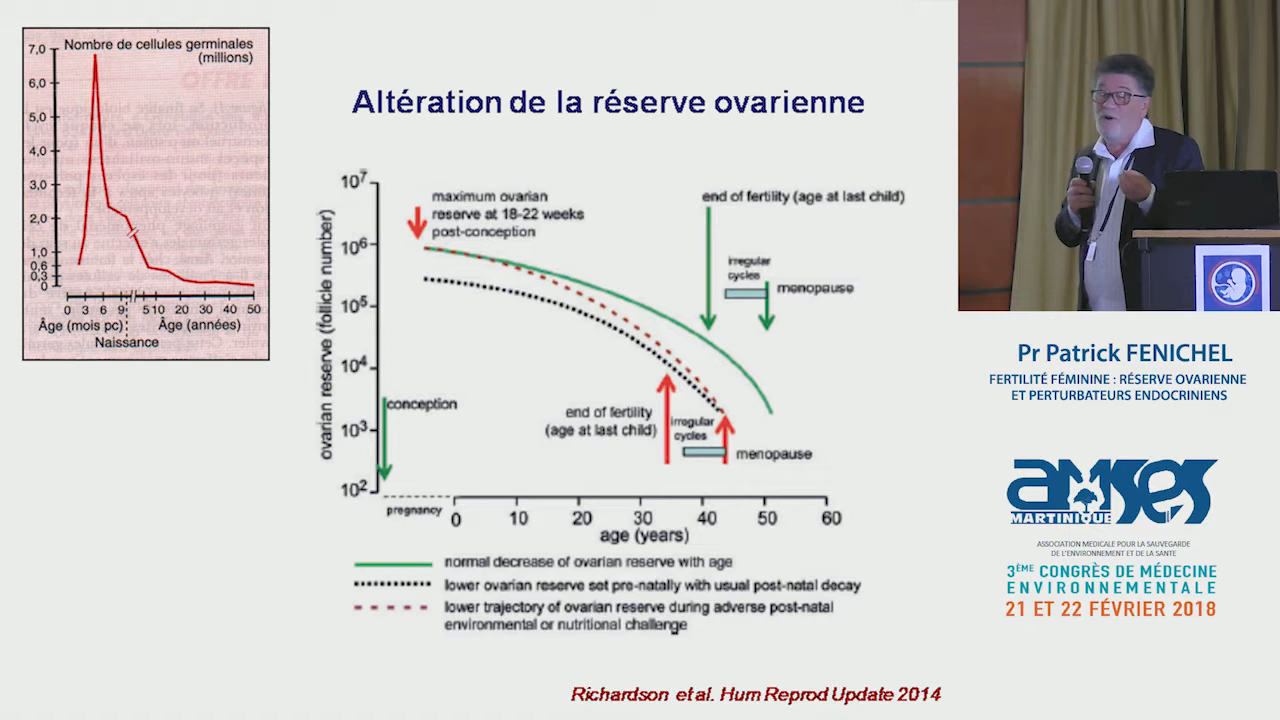 Nombre de cellules germinales
(millions)
7,0
6,0
5,0
4,0
3,0
2,0
1,0
0,6
0,3
0
0 3 6 9 5 10 20 30 40 50
Âge (mois pc) Âge (années)
Naissance
Altération de la réserve ovarienne
ovarian reserve (follicle number)
10⁷
10⁶
10⁵
10⁴
10³
10²
maximum ovarian
reserve at 18-22 weeks
post-conception
end of fertility (age at last child)
irregular
cycles
menopause
conception
end of fertility
(age at last child)
irregular
cycles
menopause
pregnancy
0 10 20 30 40 50 60
age (years)
normal decrease of ovarian reserve with age
lower ovarian reserve set pre-natally with usual post-natal decay
lower trajectory of ovarian reserve during adverse post-natal
environmental or nutritional challenge
Richardson et al. Hum Reprod Update 2014
Pr Patrick FENICHEL
FERTILITÉ FÉMININE : RÉSERVE OVARIENNE
ET PERTURBATEURS ENDOCRINIENS
AMSES
MARTINIQUE
ASSOCIATION MEDICALE POUR LA SAUVEGARDE
DE L'ENVIRONNEMENT ET DE LA SANTE
3ÈME CONGRÈS DE MÉDECINE
ENVIRONNEMENTALE
21 ET 22 FÉVRIER 2018